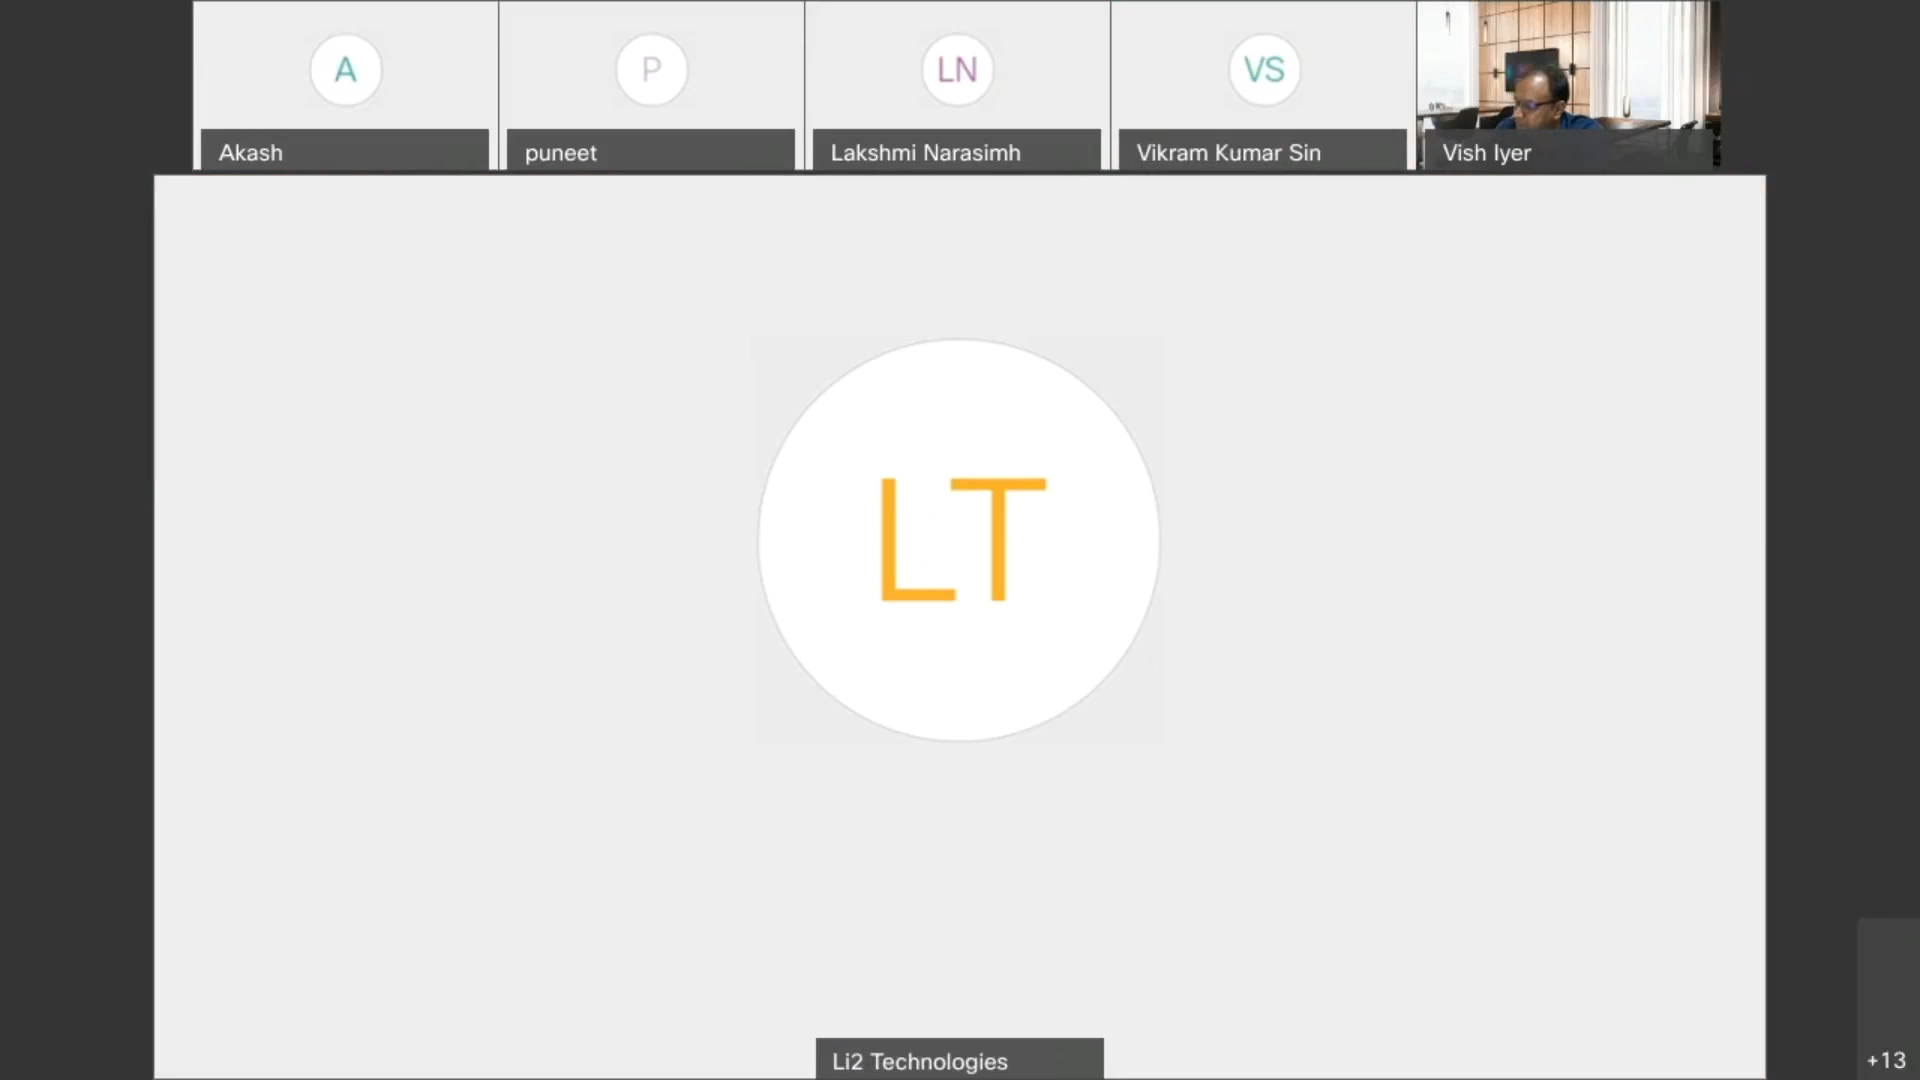 A
P
LN
VS
Akash
puneet
Lakshmi Narasimh
Vikram Kumar Sin
Vish Iyer
LT
Li2 Technologies
+13